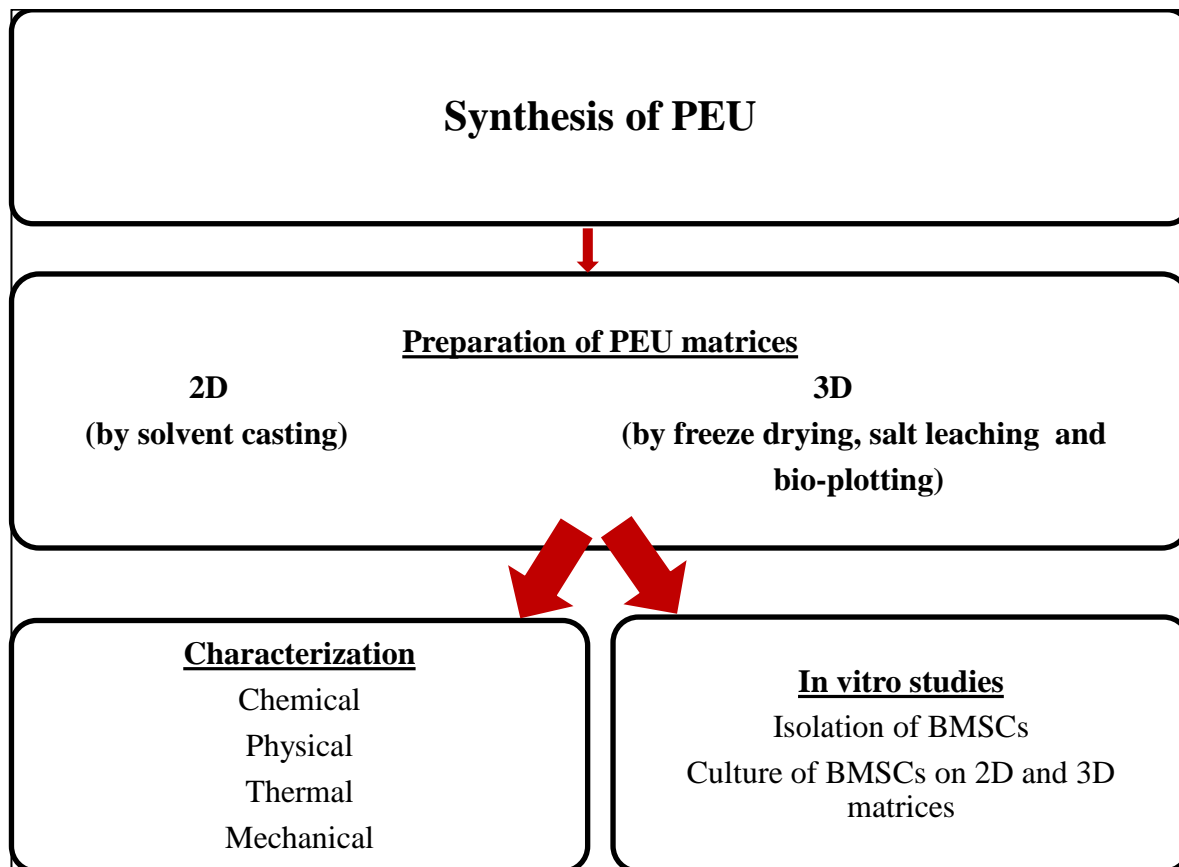 Synthesis of PEU
Preparation of PEU matrices
2D
(by solvent casting)
3D
(by freeze drying, salt leaching  and
bio-plotting)
Characterization
Chemical
Physical
Thermal
Mechanical
In vitro studies
Isolation of BMSCs
Culture of BMSCs on 2D and 3D
matrices